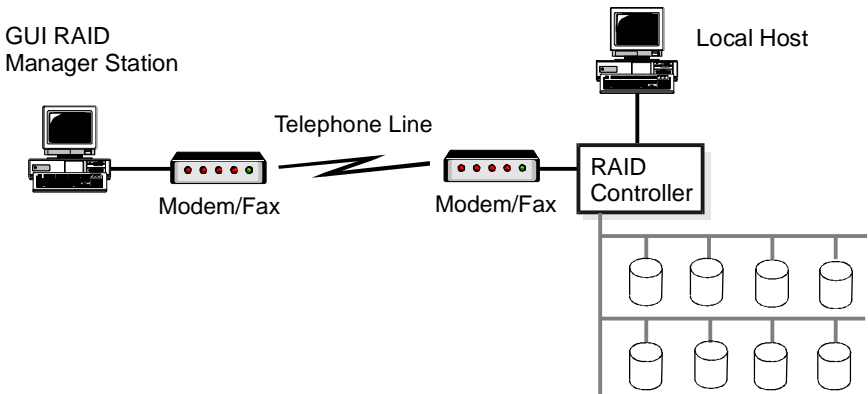 GUI RAID
Manager Station
Local Host
Telephone Line
Modem/Fax
Modem/Fax
RAID
Controller